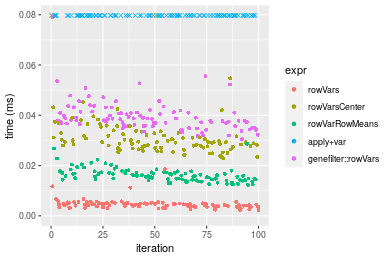 time (ms)
0.08
0.06
0.04
0.02
0.00
0
25
50
75
100
iteration
expr
rowVars
rowVarsCenter
rowVarRowMeans
apply+var
genefilter::rowVars